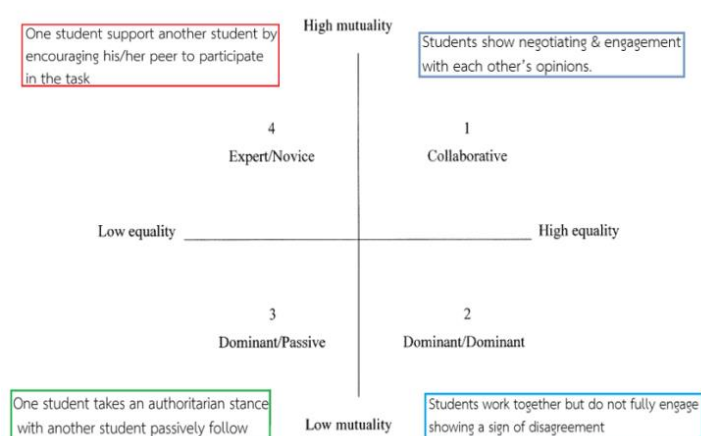 High mutuality
One student support another student by
encouraging his/her peer to participate
in the task
Students show negotiating & engagement
with each other's opinions.
4
Expert/Novice
1
Collaborative
Low equality
High equality
3
Dominant/Passive
2
Dominant/Dominant
One student takes an authoritarian stance
with another student passively follow
Low mutuality
Students work together but do not fully engage
showing a sign of disagreement